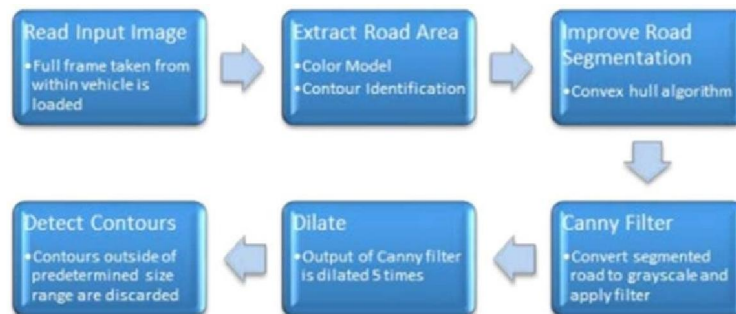 Read Input Image
•Full frame taken from
within vehicle is
loaded
Extract Road Area
•Color Model
•Contour Identification
Improve Road
Segmentation
•Convex hull algorithm
Canny Filter
•Convert segmented
road to grayscale and
apply filter
Dilate
•Output of Canny filter
is dilated 5 times
Detect Contours
•Contours outside of
predetermined size
range are discarded